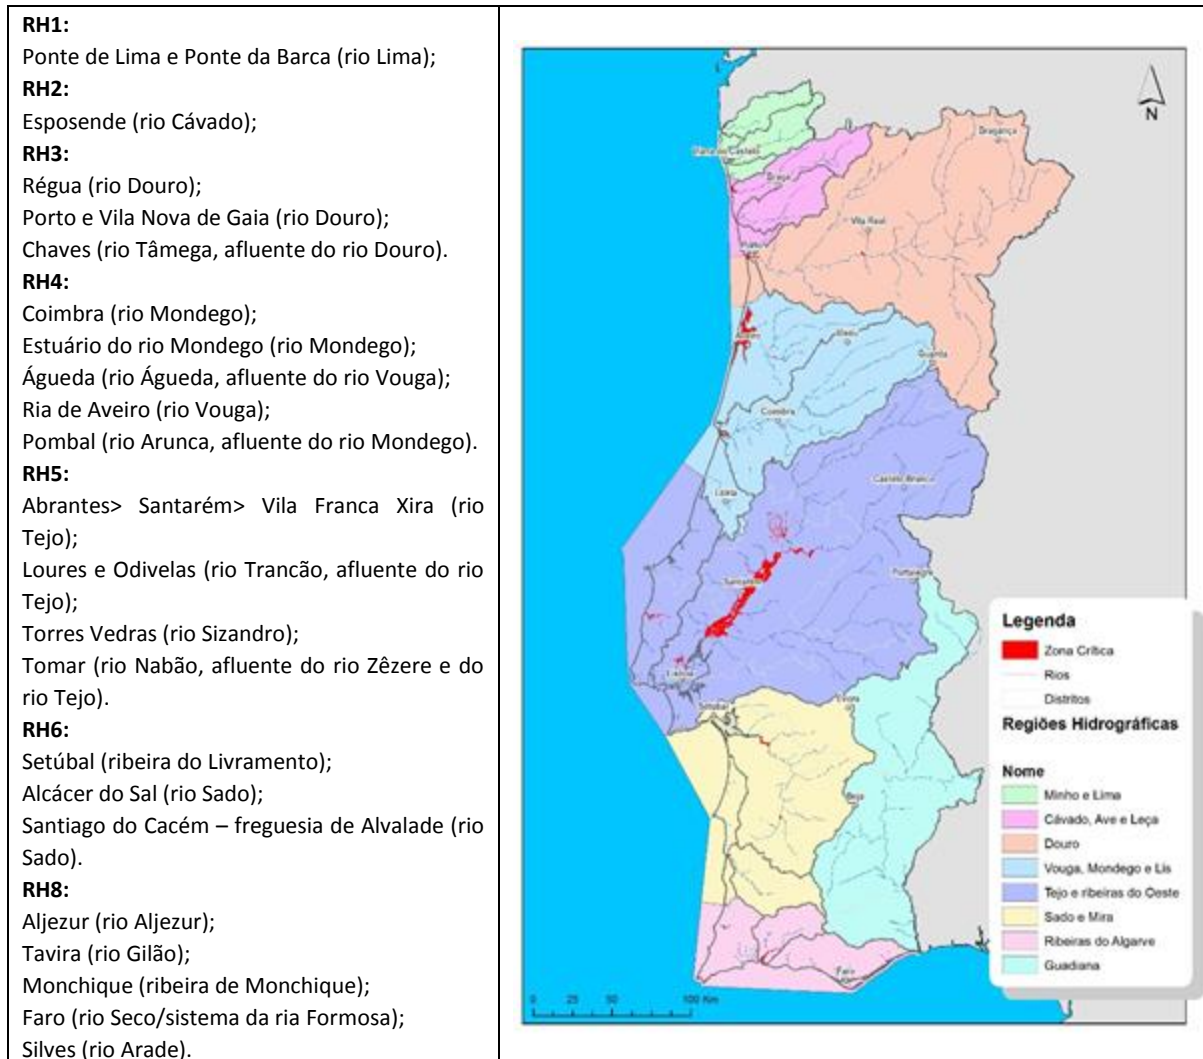 RH1:
Ponte de Lima e Ponte da Barca (rio Lima);
RH2:
Esposende (rio Cávado);
RH3:
Régua (rio Douro);
Porto e Vila Nova de Gaia (rio Douro);
Chaves (rio Tâmega, afluente do rio Douro).
RH4:
Coimbra (rio Mondego);
Estuário do rio Mondego (rio Mondego);
Águeda (rio Águeda, afluente do rio Vouga);
Ria de Aveiro (rio Vouga);
Pombal (rio Arunca, afluente do rio Mondego).
RH5:
Abrantes> Santarém> Vila Franca Xira (rio
Tejo);
Loures e Odivelas (rio Trancão, afluente do rio
Tejo);
Torres Vedras (rio Sizandro);
Tomar (rio Nabão, afluente do rio Zêzere e do
rio Tejo).
RH6:
Setúbal (ribeira do Livramento);
Alcácer do Sal (rio Sado);
Santiago do Cacém – freguesia de Alvalade (rio
Sado).
RH8:
Aljezur (rio Aljezur);
Tavira (rio Gilão);
Monchique (ribeira de Monchique);
Faro (rio Seco/sistema da ria Formosa);
Silves (rio Arade).
N
Bragança
Viana do Castelo
Braga
Vila Real
Porto
Aveiro
Viseu
Guarda
Coimbra
Leiria
Castelo Branco
Santarém
Portalegre
Lisboa
Setúbal
Évora
Beja
Faro
0 25 50 100 Km
Legenda
Zona Crítica
Rios
Distritos
Regiões Hidrográficas
Nome
Minho e Lima
Cávado, Ave e Leça
Douro
Vouga, Mondego e Lis
Tejo e ribeiras do Oeste
Sado e Mira
Ribeiras do Algarve
Guadiana